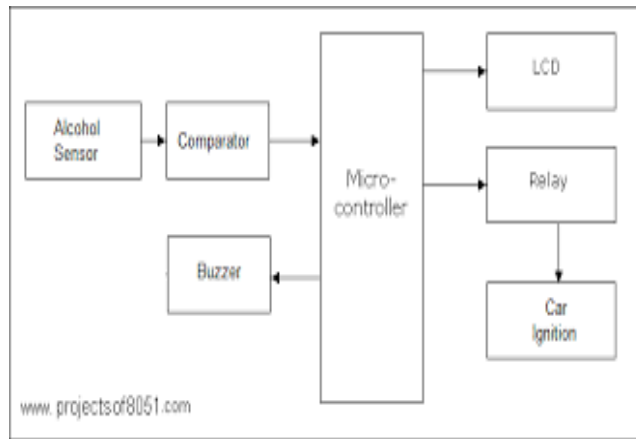 Alcohol
Sensor
Comparator
Micro-
controller
LCD
Relay
Buzzer
Car
Ignition
www.projectsof8051.com